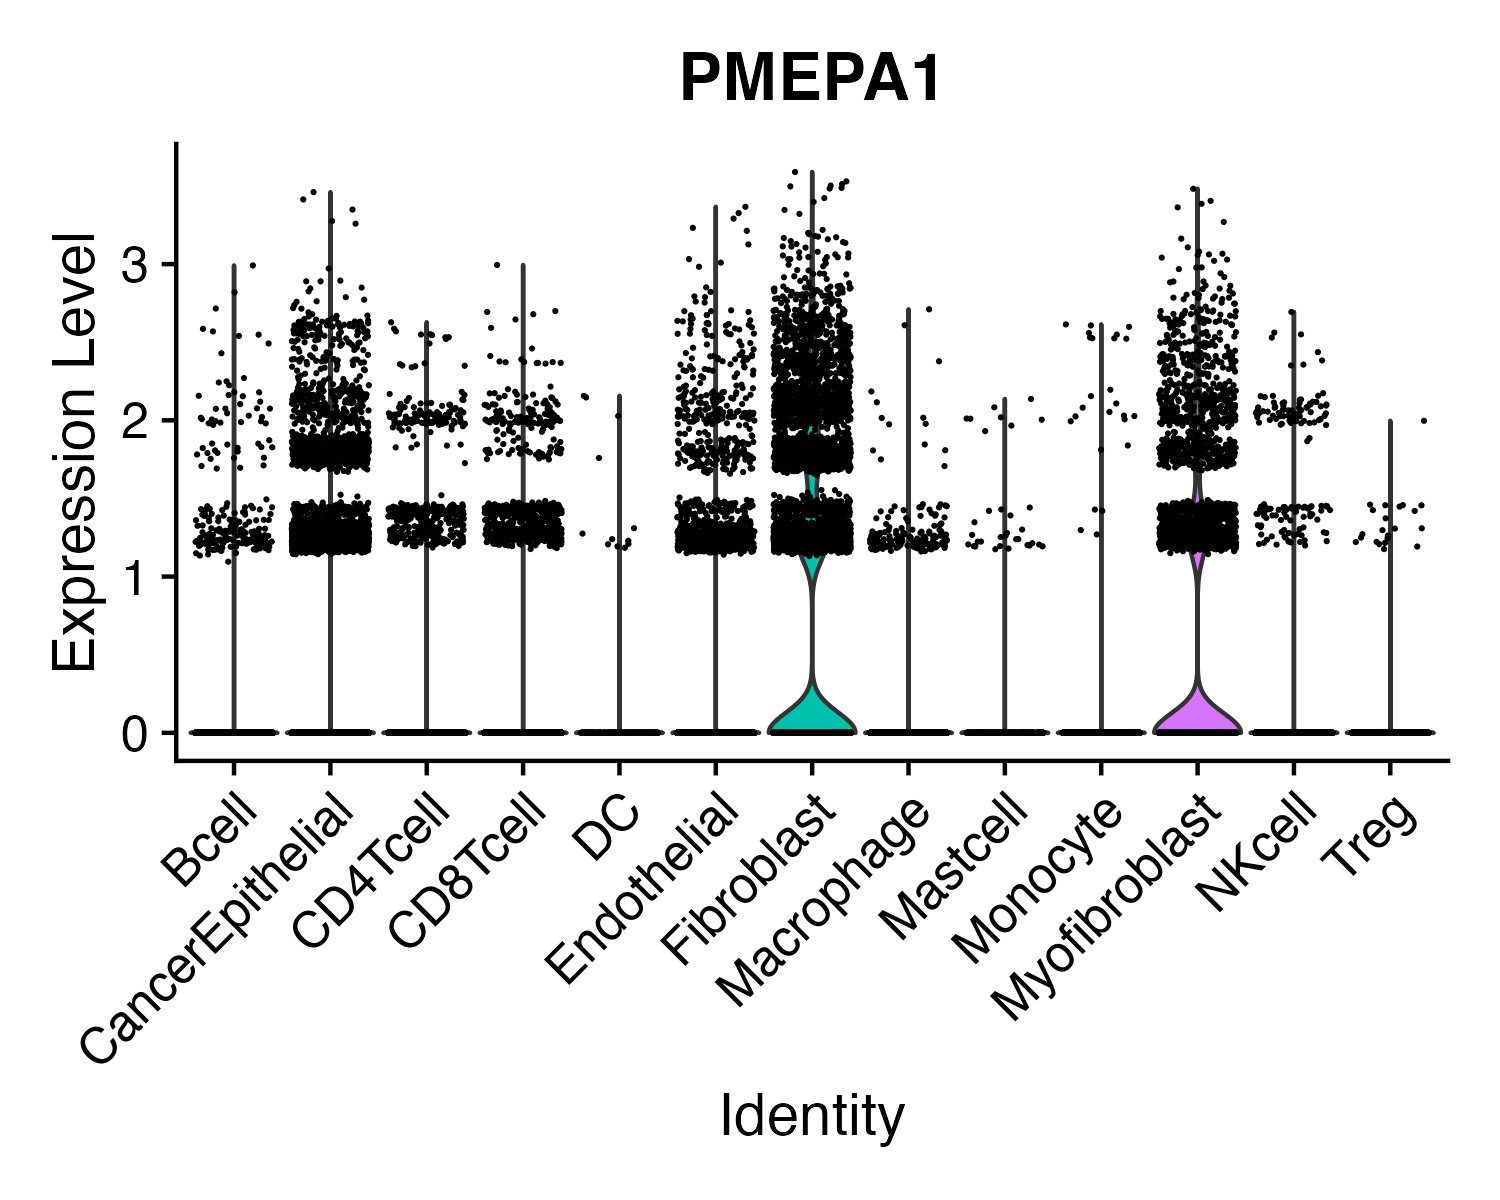 PMEPA1
Expression Level
3
2
1
0
Bcell
CancerEpithelial
CD4Tcell
CD8Tcell
DC
Endothelial
Fibroblast
Macrophage
Mastcell
Monocyte
Myofibroblast
NKcell
Treg
Identity